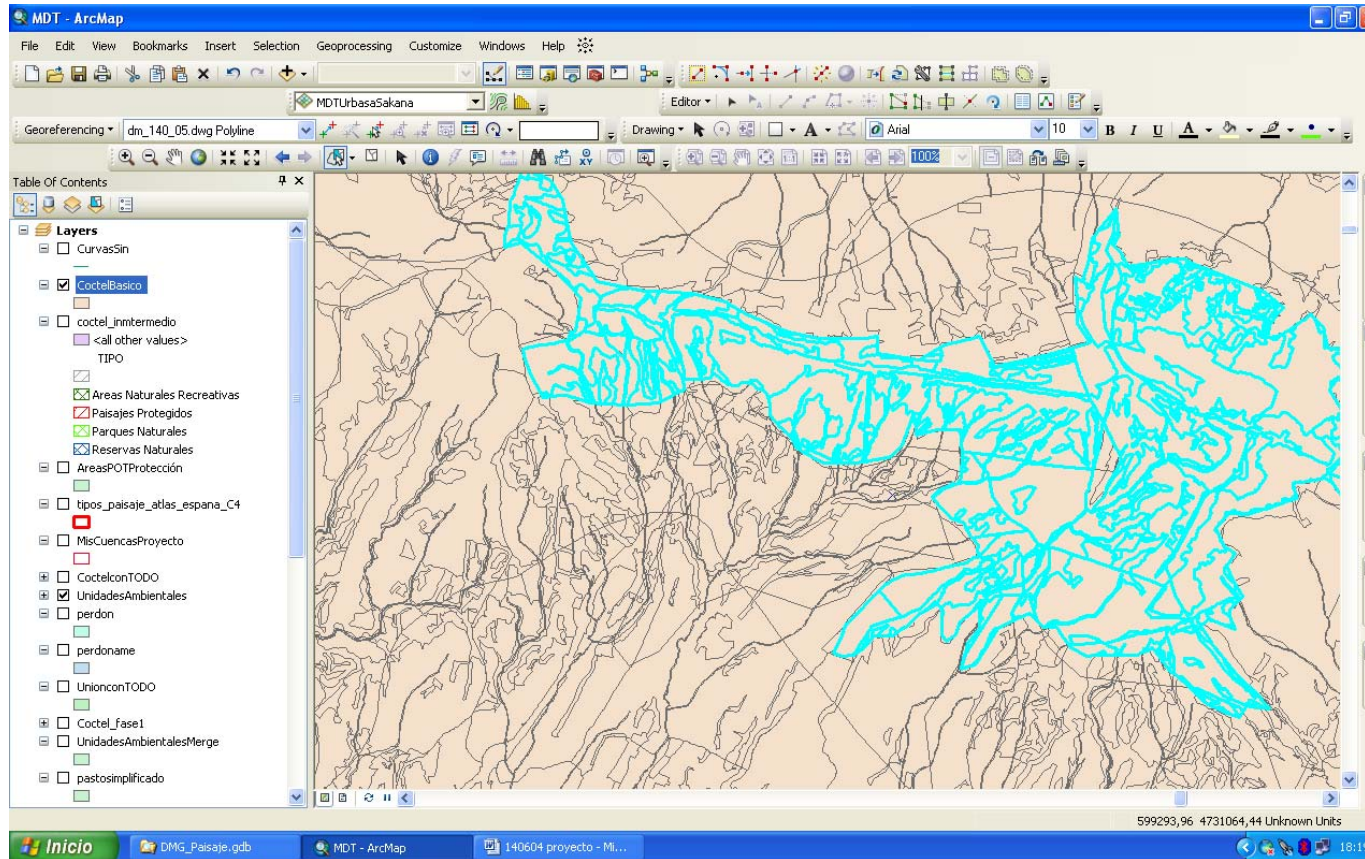 MDT - ArcMap
File Edit View Bookmarks Insert Selection Geoprocessing Customize Windows Help
MDTUrbasaSakana
Editor
Georeferencing dm_140_05.dwg Polyline
Drawing A Arial 10 B I U A
XY 100%
Table Of Contents
Layers
CurvasSin
CoctelBasico
coctel_inmtermedio
<all other values>
TIPO
Areas Naturales Recreativas
Paisajes Protegidos
Parques Naturales
Reservas Naturales
AreasPOTProtección
tipos_paisaje_atlas_espana_C4
MisCuencasProyecto
CoctelconTODO
UnidadesAmbientales
perdon
perdoname
UnionconTODO
Coctel_fase1
UnidadesAmbientalesMerge
pastosimplificado
599293,96 4731064,44 Unknown Units
Inicio DMG_Paisaje.gdb MDT - ArcMap 140604 proyecto - Mi...